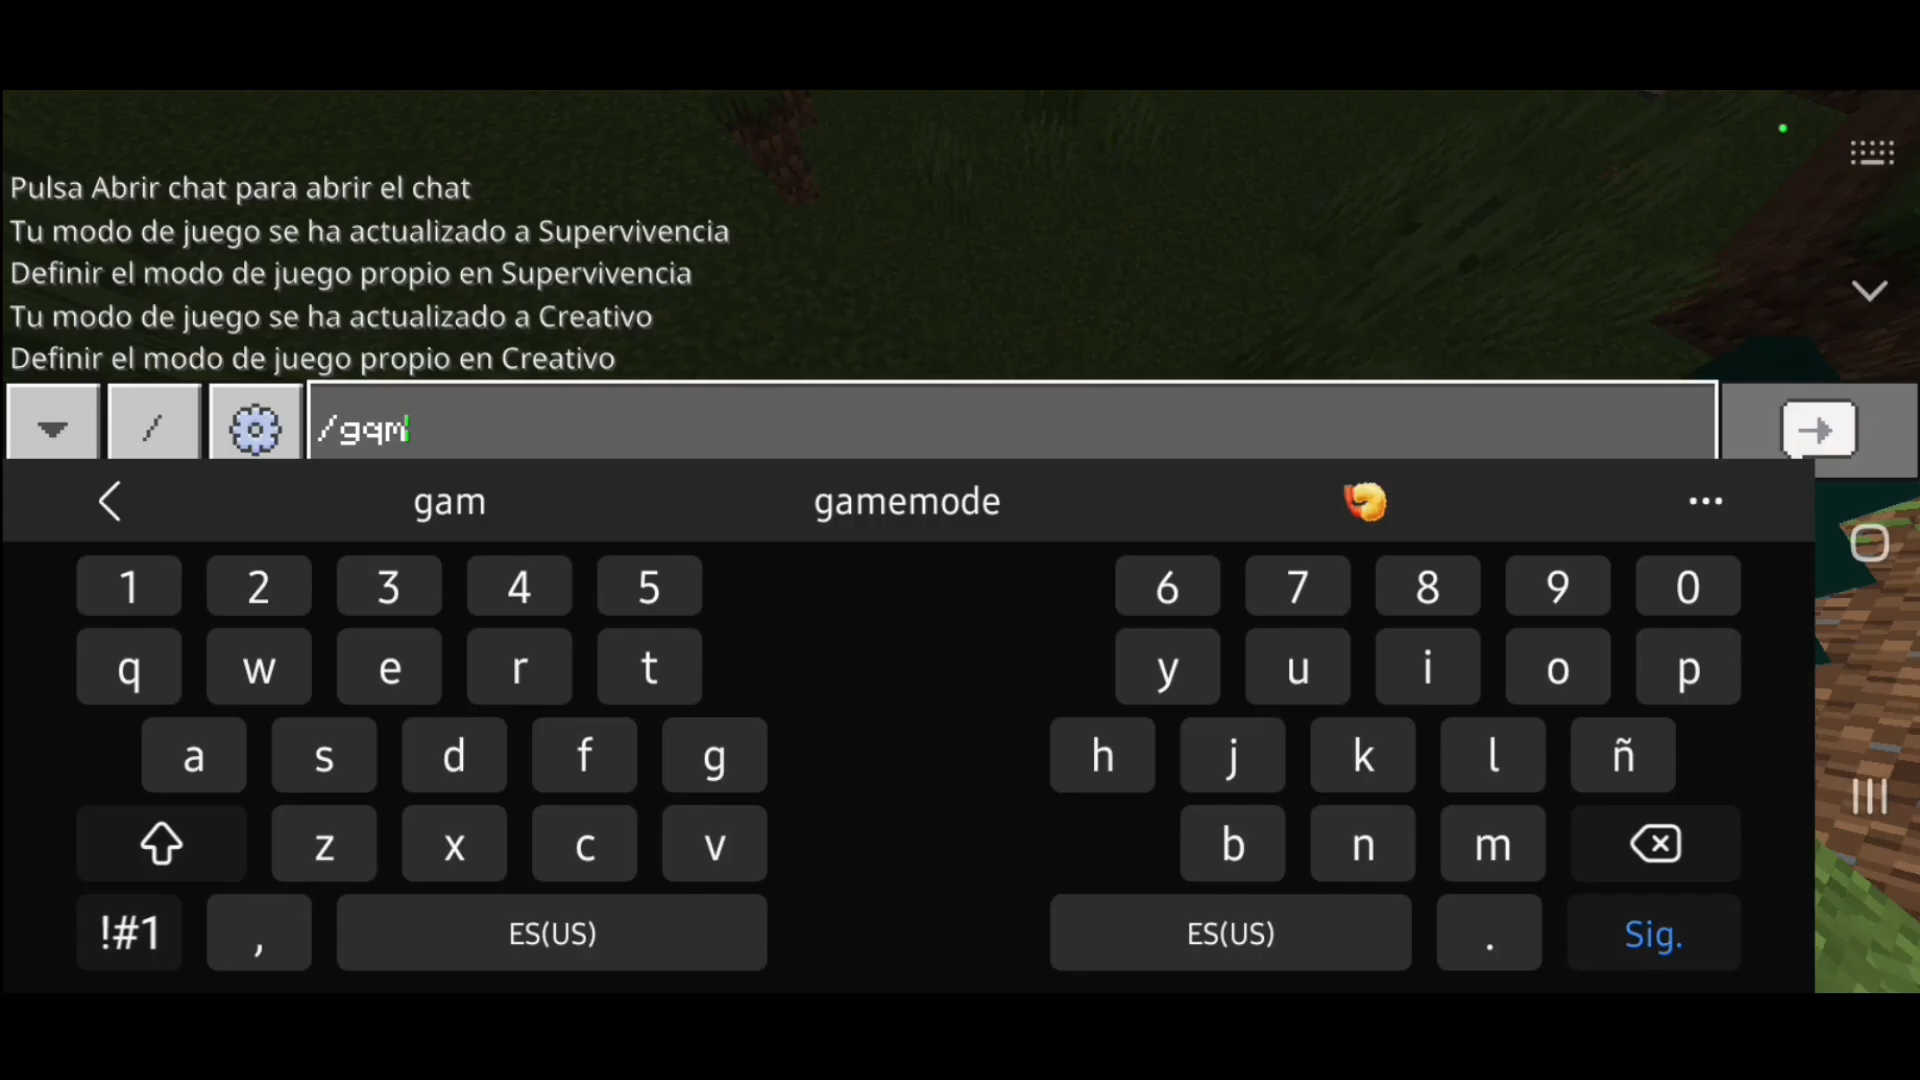 Pulsa Abrir chat para abrir el chat
Tu modo de juego se ha actualizado a Supervivencia
Definir el modo de juego propio en Supervivencia
Tu modo de juego se ha actualizado a Creativo
Definir el modo de juego propio en Creativo
/ /gqm
gam gamemode
1 2 3 4 5 6 7 8 9 0
q w e r t y u i o p
a s d f g h j k l ñ
z x c v b n m
!#1 , ES(US) ES(US) . Sig.